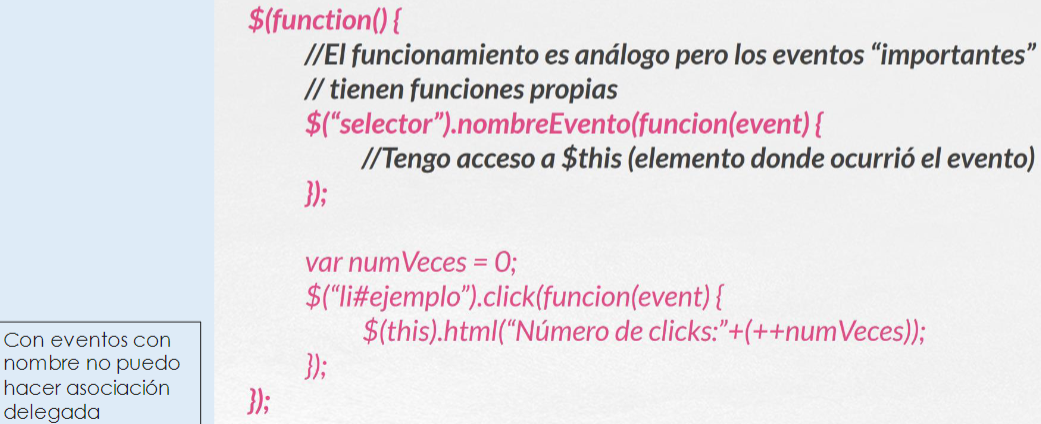 $(function() {
//El funcionamiento es análogo pero los eventos “importantes”
// tienen funciones propias
$(“selector”).nombreEvento(funcion(event) {
//Tengo acceso a $this (elemento donde ocurrió el evento)
});
var numVeces = 0;
$(“li#ejemplo”).click(funcion(event) {
$(this).html(“Número de clicks:”+(++numVeces));
});
});
Con eventos con
nombre no puedo
hacer asociación
delegada